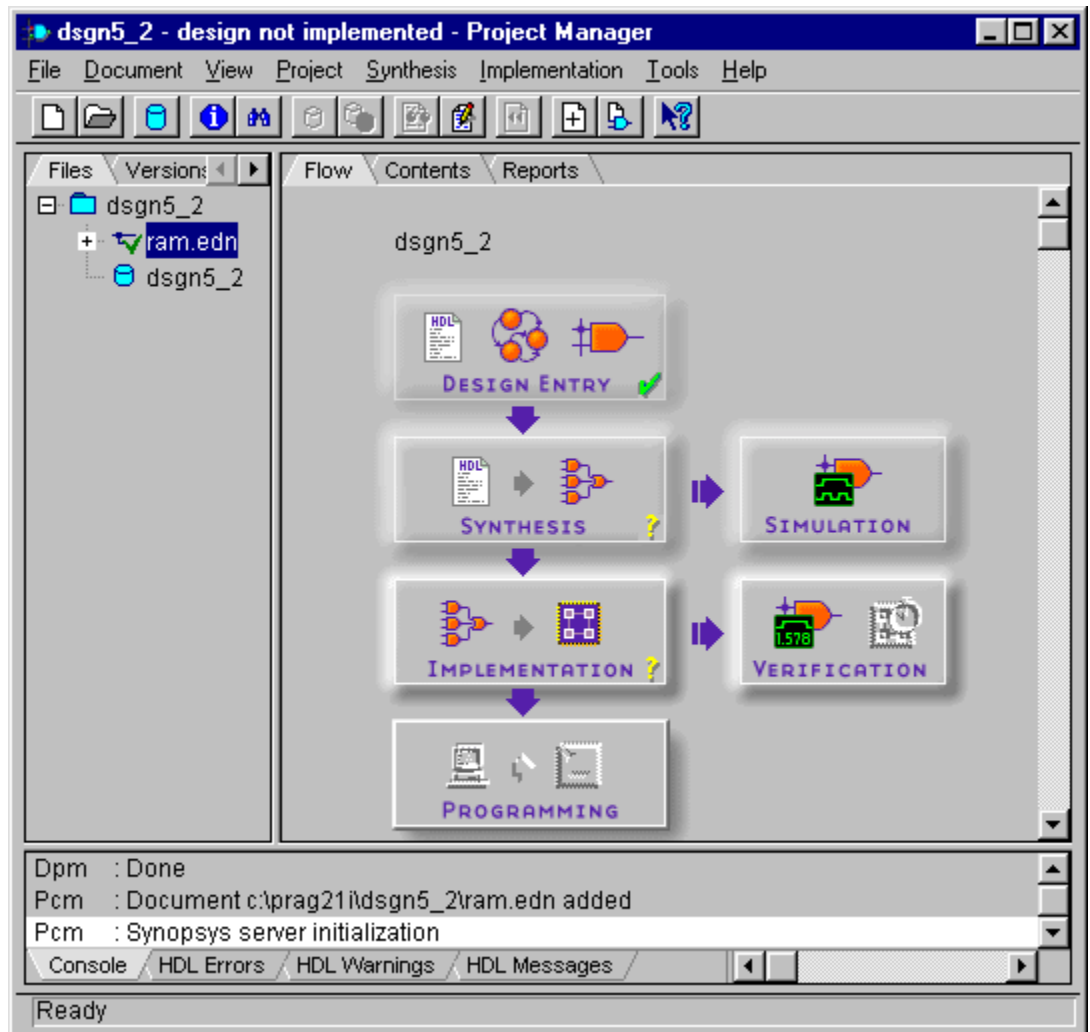 dsgn5_2 - design not implemented - Project Manager
File Document View Project Synthesis Implementation Tools Help
Files Versions
Flow Contents Reports
dsgn5_2
ram.edn
dsgn5_2
dsgn5_2
HDL
DESIGN ENTRY
HDL
SYNTHESIS ?
SIMULATION
IMPLEMENTATION ?
1.578
VERIFICATION
PROGRAMMING
Dpm : Done
Pcm : Document c:\prag21i\dsgn5_2\ram.edn added
Pcm : Synopsys server initialization
Console HDL Errors HDL Warnings HDL Messages
Ready